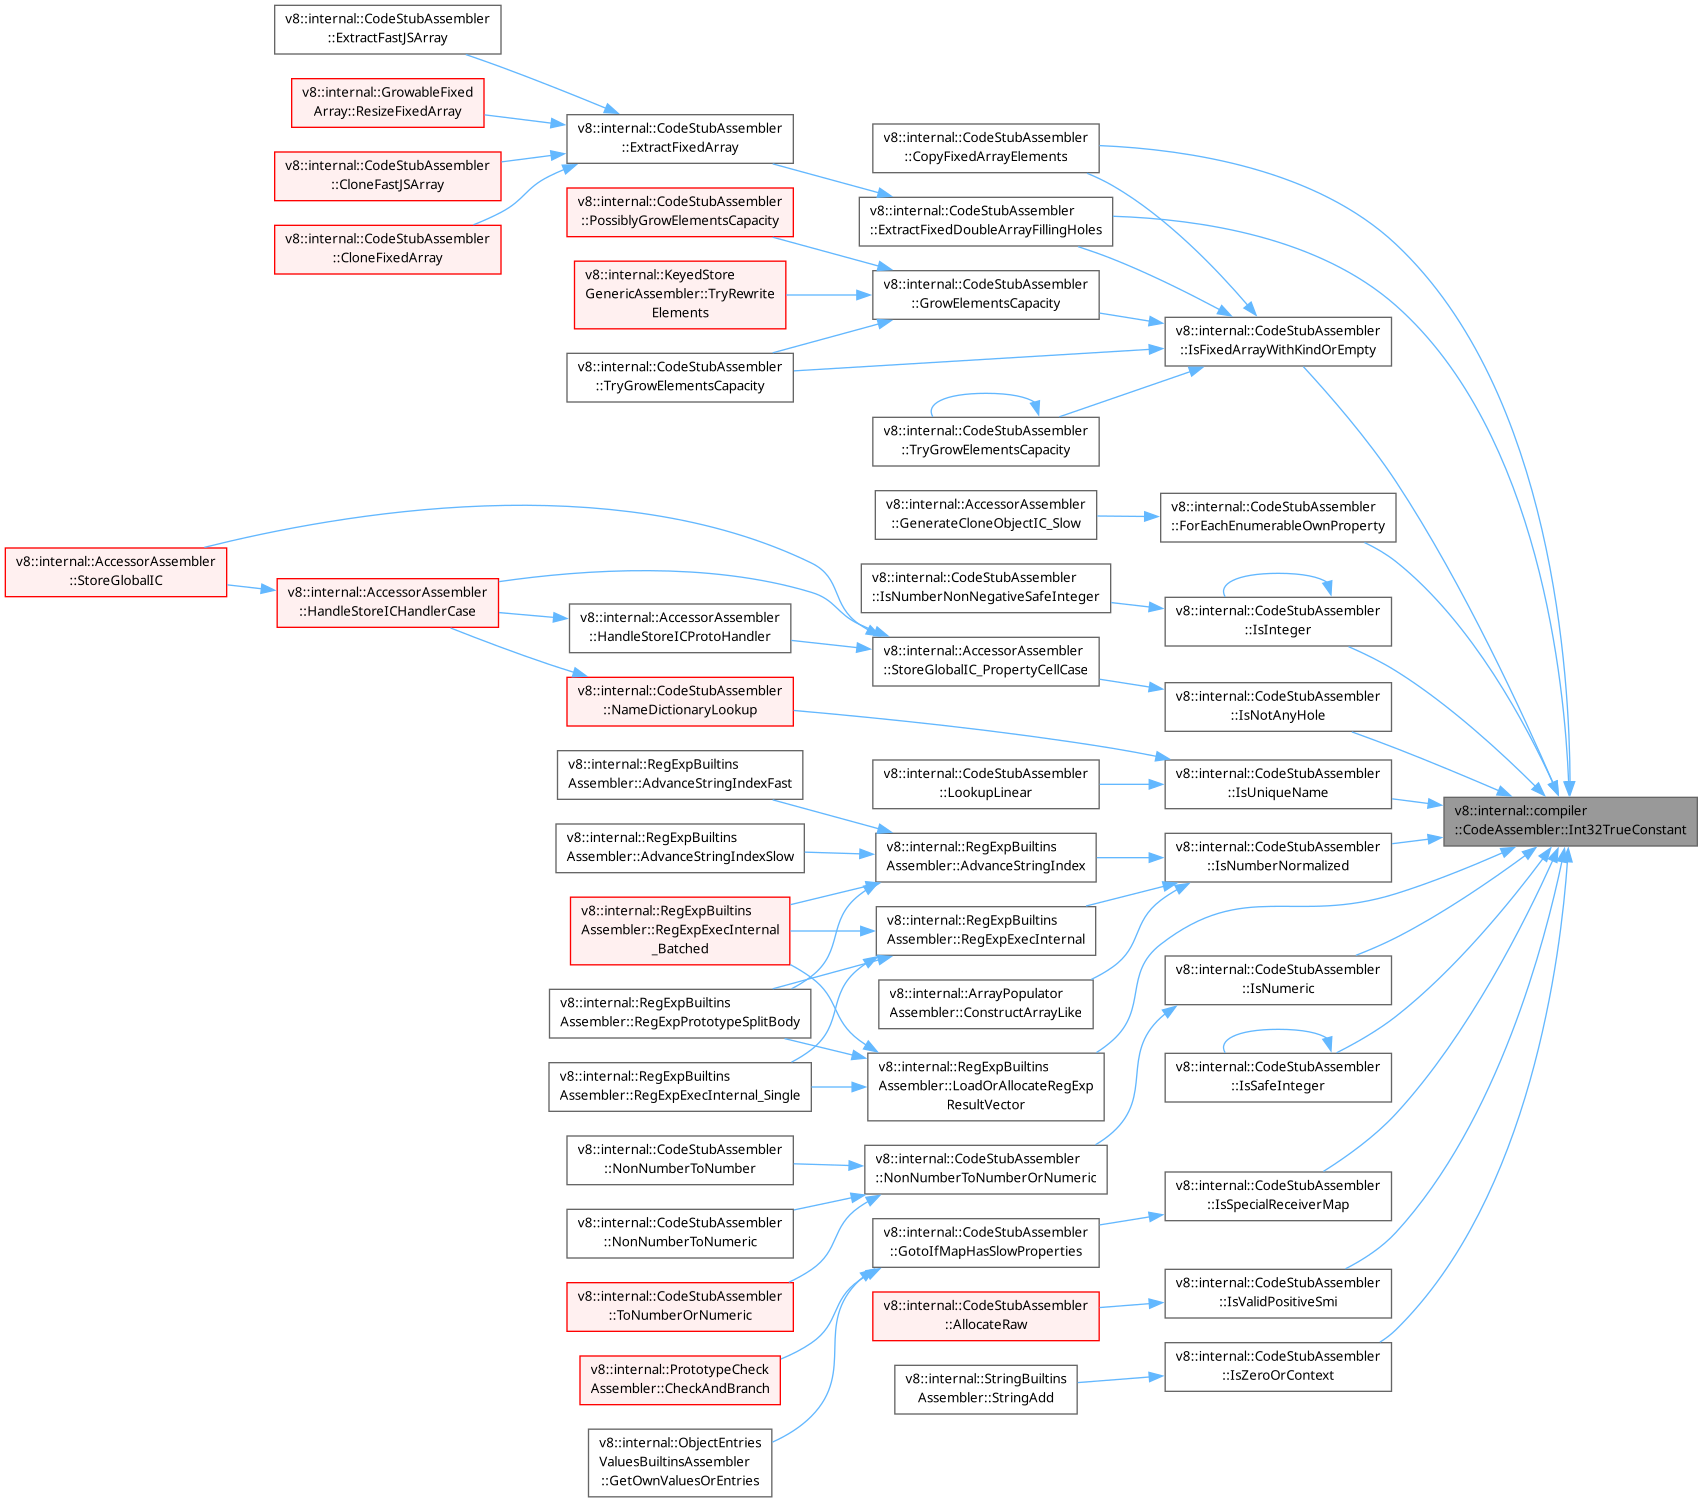 v8::internal::CodeStubAssembler
::ExtractFastJSArray
v8::internal::GrowableFixed
Array::ResizeFixedArray
v8::internal::CodeStubAssembler
::CloneFastJSArray
v8::internal::CodeStubAssembler
::CloneFixedArray
v8::internal::CodeStubAssembler
::ExtractFixedArray
v8::internal::CodeStubAssembler
::PossiblyGrowElementsCapacity
v8::internal::KeyedStore
GenericAssembler::TryRewrite
Elements
v8::internal::CodeStubAssembler
::TryGrowElementsCapacity
v8::internal::CodeStubAssembler
::CopyFixedArrayElements
v8::internal::CodeStubAssembler
::ExtractFixedDoubleArrayFillingHoles
v8::internal::CodeStubAssembler
::GrowElementsCapacity
v8::internal::CodeStubAssembler
::IsFixedArrayWithKindOrEmpty
v8::internal::CodeStubAssembler
::TryGrowElementsCapacity
v8::internal::AccessorAssembler
::GenerateCloneObjectIC_Slow
v8::internal::CodeStubAssembler
::ForEachEnumerableOwnProperty
v8::internal::AccessorAssembler
::StoreGlobalIC
v8::internal::AccessorAssembler
::HandleStoreICHandlerCase
v8::internal::AccessorAssembler
::HandleStoreICProtoHandler
v8::internal::CodeStubAssembler
::NameDictionaryLookup
v8::internal::CodeStubAssembler
::IsNumberNonNegativeSafeInteger
v8::internal::CodeStubAssembler
::IsInteger
v8::internal::AccessorAssembler
::StoreGlobalIC_PropertyCellCase
v8::internal::CodeStubAssembler
::IsNotAnyHole
v8::internal::CodeStubAssembler
::LookupLinear
v8::internal::CodeStubAssembler
::IsUniqueName
v8::internal::compiler
::CodeAssembler::Int32TrueConstant
v8::internal::RegExpBuiltins
Assembler::AdvanceStringIndexFast
v8::internal::RegExpBuiltins
Assembler::AdvanceStringIndexSlow
v8::internal::RegExpBuiltins
Assembler::AdvanceStringIndex
v8::internal::CodeStubAssembler
::IsNumberNormalized
v8::internal::RegExpBuiltins
Assembler::RegExpExecInternal
_Batched
v8::internal::RegExpBuiltins
Assembler::RegExpExecInternal
v8::internal::RegExpBuiltins
Assembler::RegExpPrototypeSplitBody
v8::internal::ArrayPopulator
Assembler::ConstructArrayLike
v8::internal::CodeStubAssembler
::IsNumeric
v8::internal::RegExpBuiltins
Assembler::RegExpExecInternal_Single
v8::internal::RegExpBuiltins
Assembler::LoadOrAllocateRegExp
ResultVector
v8::internal::CodeStubAssembler
::IsSafeInteger
v8::internal::CodeStubAssembler
::NonNumberToNumber
v8::internal::CodeStubAssembler
::NonNumberToNumberOrNumeric
v8::internal::CodeStubAssembler
::NonNumberToNumeric
v8::internal::CodeStubAssembler
::IsSpecialReceiverMap
v8::internal::CodeStubAssembler
::GotoIfMapHasSlowProperties
v8::internal::CodeStubAssembler
::ToNumberOrNumeric
v8::internal::CodeStubAssembler
::AllocateRaw
v8::internal::CodeStubAssembler
::IsValidPositiveSmi
v8::internal::PrototypeCheck
Assembler::CheckAndBranch
v8::internal::StringBuiltins
Assembler::StringAdd
v8::internal::CodeStubAssembler
::IsZeroOrContext
v8::internal::ObjectEntries
ValuesBuiltinsAssembler
::GetOwnValuesOrEntries